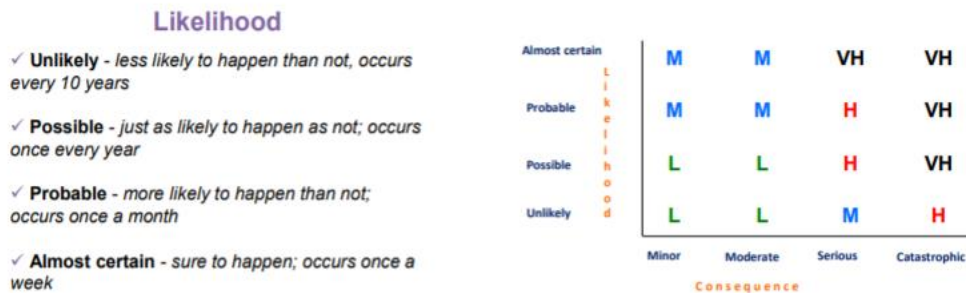 Likelihood
✓ Unlikely - less likely to happen than not, occurs
every 10 years
✓ Possible - just as likely to happen as not; occurs
once every year
✓ Probable - more likely to happen than not;
occurs once a month
✓ Almost certain - sure to happen; occurs once a
week
Almost certain M M VH VH
Probable M M H VH
Possible L L H VH
Unlikely L L M H
Likelihood
Minor Moderate Serious Catastrophic
Consequence